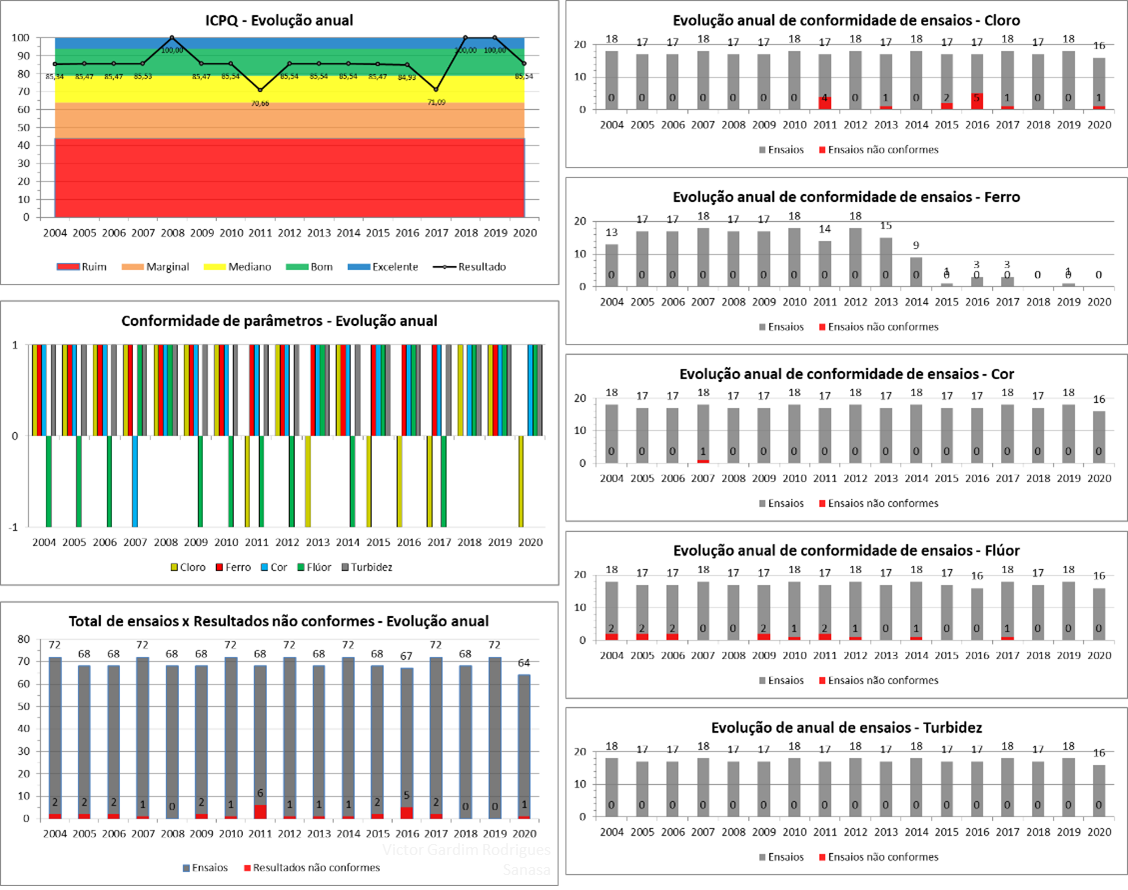 ICPQ - Evolução anual
100
90
80
70
60
50
40
30
20
10
0
100,00 100,00 100,00
85,34 85,47 85,47 85,53 85,47 85,54 85,54 85,54 85,54 85,47 84,93 85,54
70,66 71,09
2004 2005 2006 2007 2008 2009 2010 2011 2012 2013 2014 2015 2016 2017 2018 2019 2020
Ruim Marginal Mediano Bom Excelente Resultado
Conformidade de parâmetros - Evolução anual
1
0
-1
2004 2005 2006 2007 2008 2009 2010 2011 2012 2013 2014 2015 2016 2017 2018 2019 2020
Cloro Ferro Cor Flúor Turbidez
Total de ensaios x Resultados não conformes - Evolução anual
80
70
60
50
40
30
20
10
0
72 68 68 72 68 68 72 68 72 68 72 68 67 72 68 72 64
2 2 2 1 0 2 1 6 1 1 1 2 5 2 0 0 1
2004 2005 2006 2007 2008 2009 2010 2011 2012 2013 2014 2015 2016 2017 2018 2019 2020
Ensaios Resultados não conformes
Victor Gardim Rodrigues
Sanasa
Evolução anual de conformidade de ensaios - Cloro
20
10
0
18 17 17 18 17 17 18 17 18 17 18 17 17 18 17 18 16
0 0 0 0 0 0 0 4 0 1 0 2 5 1 0 0 1
2004 2005 2006 2007 2008 2009 2010 2011 2012 2013 2014 2015 2016 2017 2018 2019 2020
Ensaios Ensaios não conformes
Evolução anual de conformidade de ensaios - Ferro
20
10
0
13 17 17 18 17 17 18 14 18 15 9 1 3 3 1
0 0 0 0 0 0 0 0 0 0 0 0 0 0 0 0 0
2004 2005 2006 2007 2008 2009 2010 2011 2012 2013 2014 2015 2016 2017 2018 2019 2020
Ensaios Ensaios não conformes
Evolução anual de conformidade de ensaios - Cor
20
10
0
18 17 17 18 17 17 18 17 18 17 18 17 17 18 17 18 16
0 0 0 1 0 0 0 0 0 0 0 0 0 0 0 0 0
2004 2005 2006 2007 2008 2009 2010 2011 2012 2013 2014 2015 2016 2017 2018 2019 2020
Ensaios Ensaios não conformes
Evolução anual de conformidade de ensaios - Flúor
20
10
0
18 17 17 18 17 17 18 17 18 17 18 17 16 18 17 18 16
2 2 2 0 0 2 1 2 1 0 1 0 0 1 0 0 0
2004 2005 2006 2007 2008 2009 2010 2011 2012 2013 2014 2015 2016 2017 2018 2019 2020
Ensaios Ensaios não conformes
Evolução de anual de ensaios - Turbidez
20
10
0
18 17 17 18 17 17 18 17 18 17 18 17 17 18 17 18 16
0 0 0 0 0 0 0 0 0 0 0 0 0 0 0 0 0
2004 2005 2006 2007 2008 2009 2010 2011 2012 2013 2014 2015 2016 2017 2018 2019 2020
Ensaios Ensaios não conformes